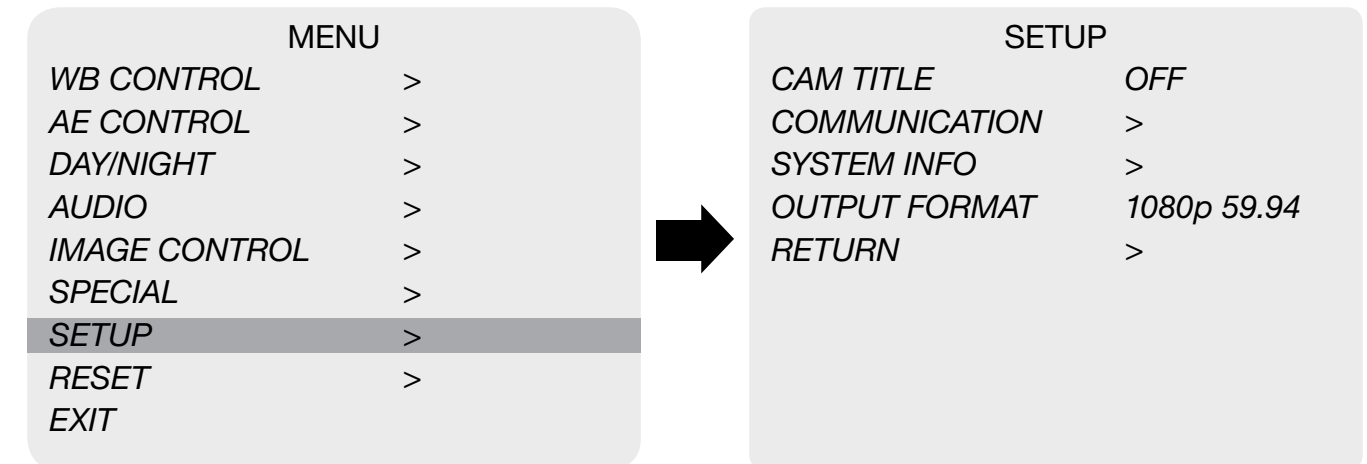 MENU
WB CONTROL >
AE CONTROL >
DAY/NIGHT >
AUDIO >
IMAGE CONTROL >
SPECIAL >
SETUP >
RESET >
EXIT
SETUP
CAM TITLE OFF
COMMUNICATION >
SYSTEM INFO >
OUTPUT FORMAT 1080p 59.94
RETURN >